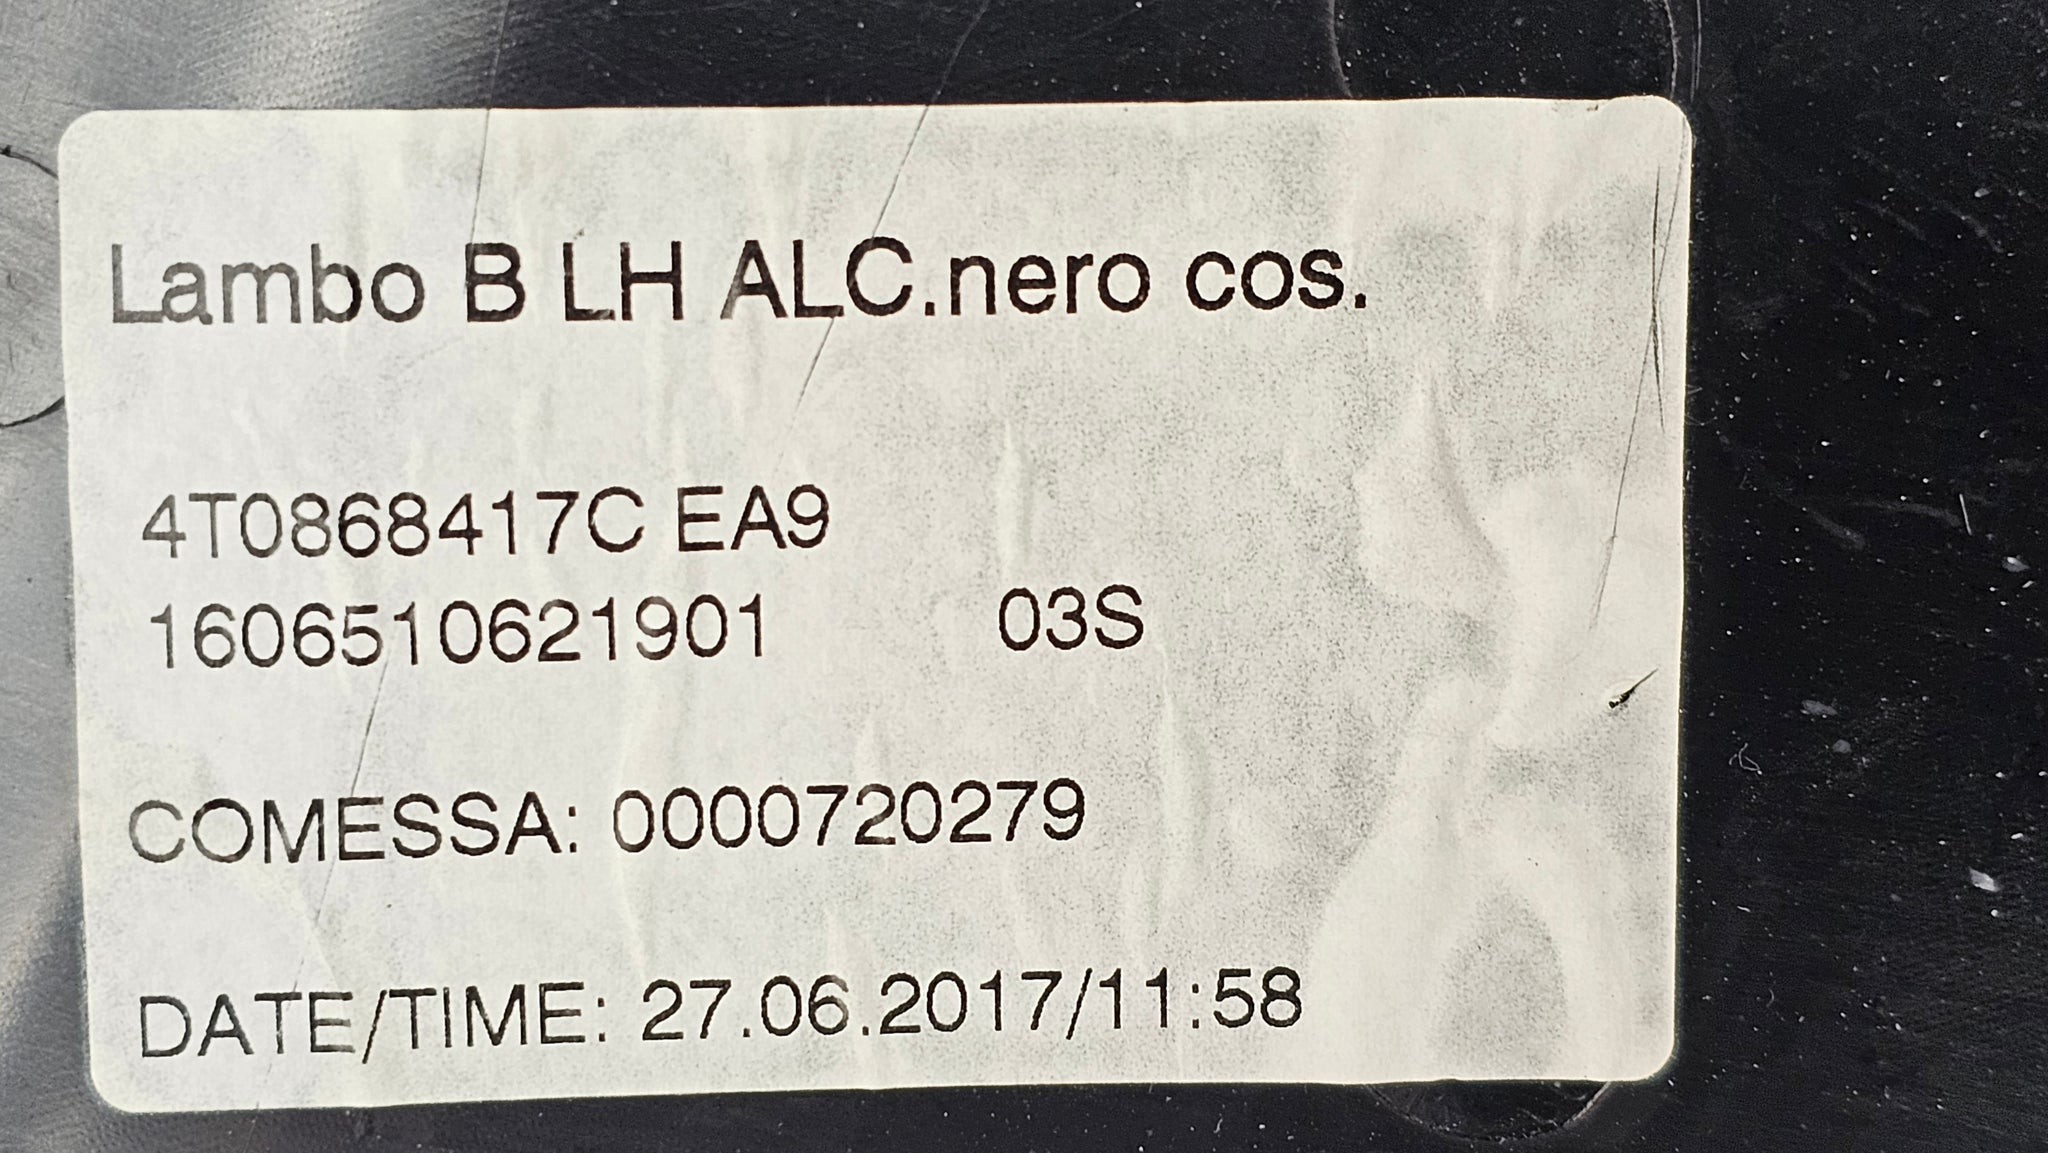 Lambo B LH ALC.nero cos.
4T0868417C EA9
1606510621901 03S
COMESSA: 0000720279
DATE/TIME: 27.06.2017/11:58